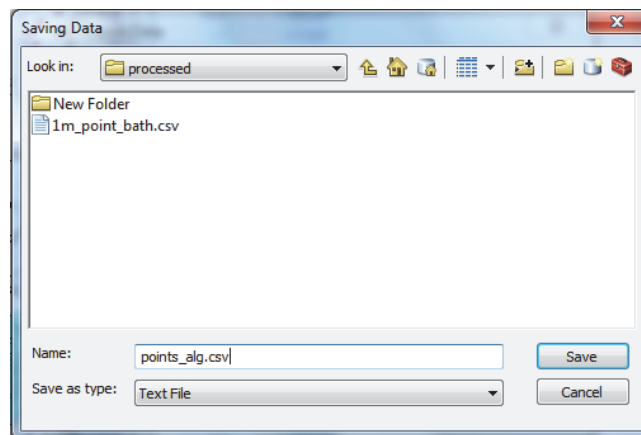 Saving Data
Look in: processed
New Folder
1m_point_bath.csv
Name: points_alg.csv
Save
Save as type: Text File
Cancel